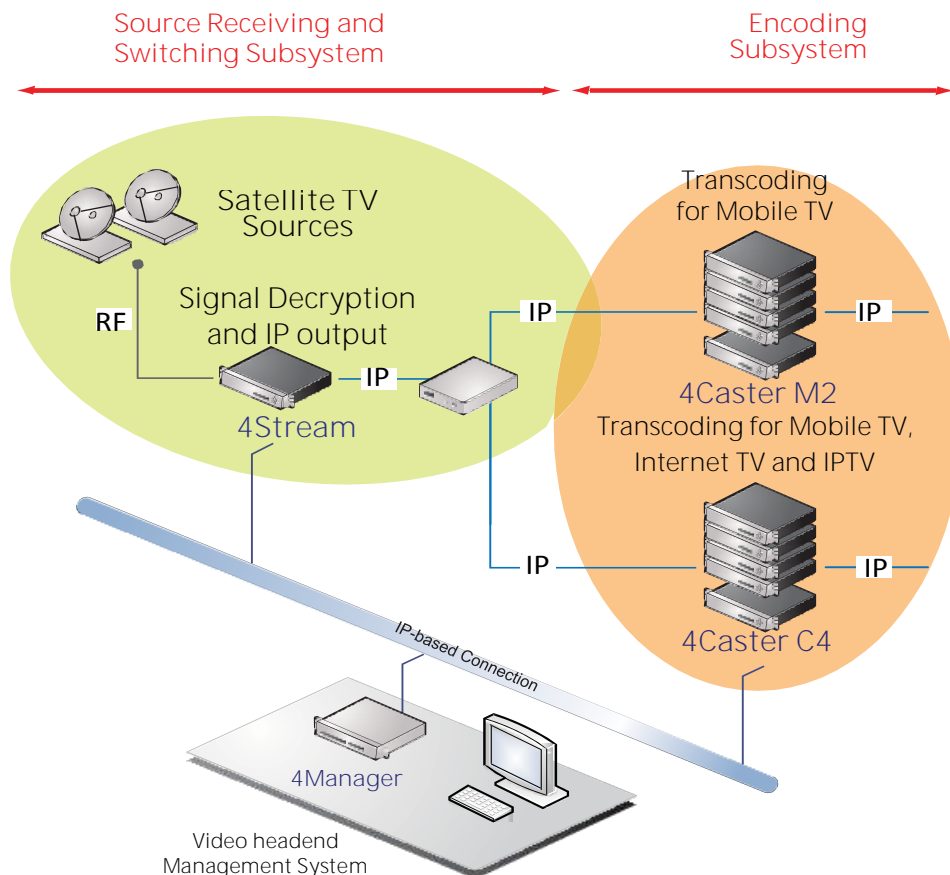 Source Receiving and
Switching Subsystem
Encoding
Subsystem
Satellite TV
Sources
Transcoding
for Mobile TV
RF
Signal Decryption
and IP output
IP
IP
IP
4Stream
4Caster M2
Transcoding for Mobile TV,
Internet TV and IPTV
IP
IP
4Caster C4
IP-based Connection
4Manager
Video headend
Management System